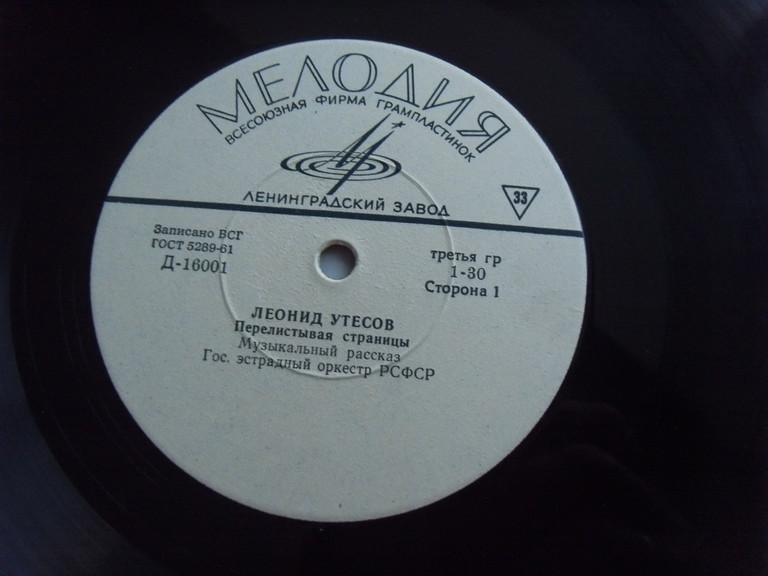 МЕЛОДИЯ
ВСЕСОЮЗНАЯ ФИРМА ГРАМПЛАСТИНОК
ЛЕНИНГРАДСКИЙ ЗАВОД
33
Записано ВСГ
ГОСТ 5289-61
Д-16001
третья гр
1-30
Сторона 1
ЛЕОНИД УТЕСОВ
Перелистывая страницы
Музыкальный рассказ
Гос. эстрадный оркестр РСФСР